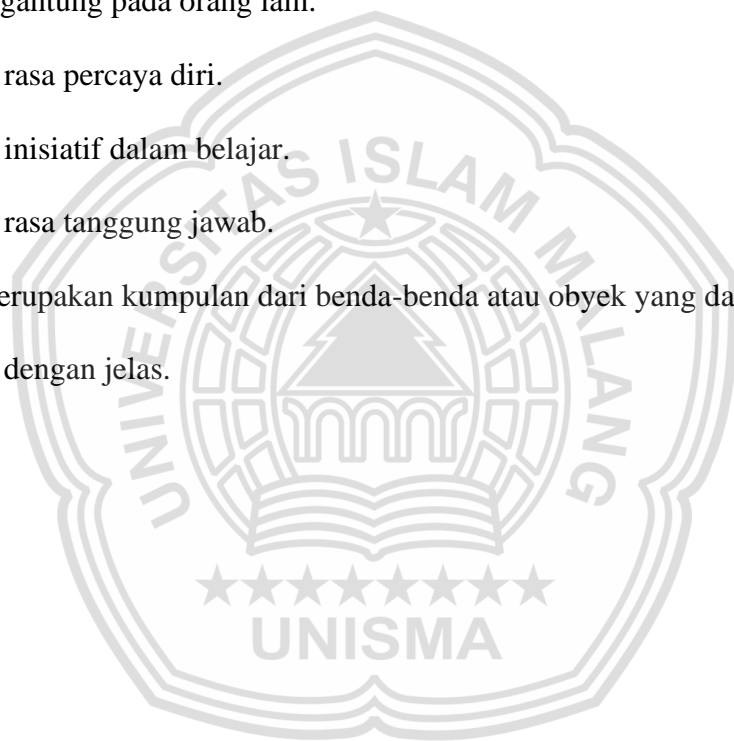 gantung pada orang lain.
rasa percaya diri.
inisiatif dalam belajar.
rasa tanggung jawab.
erupakan kumpulan dari benda-benda atau obyek yang da
dengan jelas.
UNIVERSITAS ISLAM MALANG
UNISMA